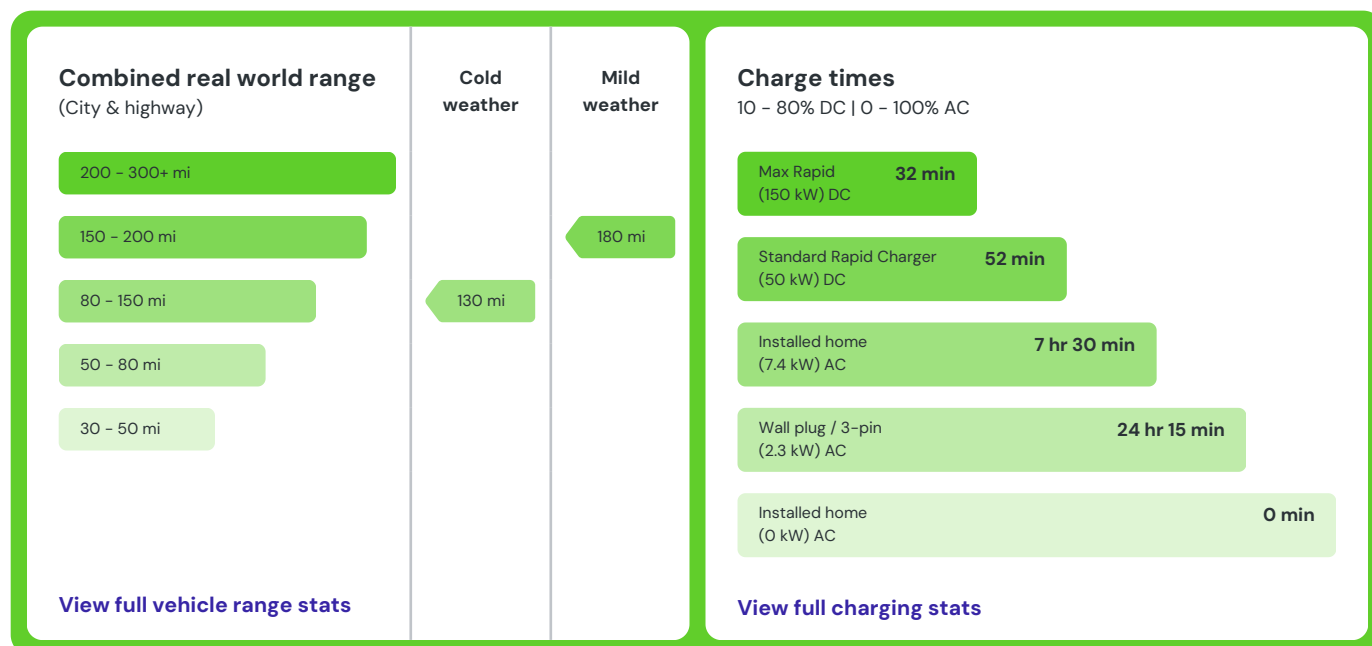 Combined real world range
(City & highway)
Cold
weather
Mild
weather
200 - 300+ mi
150 - 200 mi
180 mi
80 - 150 mi
130 mi
50 - 80 mi
30 - 50 mi
View full vehicle range stats
Charge times
10 - 80% DC | 0 - 100% AC
Max Rapid
(150 kW) DC
32 min
Standard Rapid Charger
(50 kW) DC
52 min
Installed home
(7.4 kW) AC
7 hr 30 min
Wall plug / 3-pin
(2.3 kW) AC
24 hr 15 min
Installed home
(0 kW) AC
0 min
View full charging stats